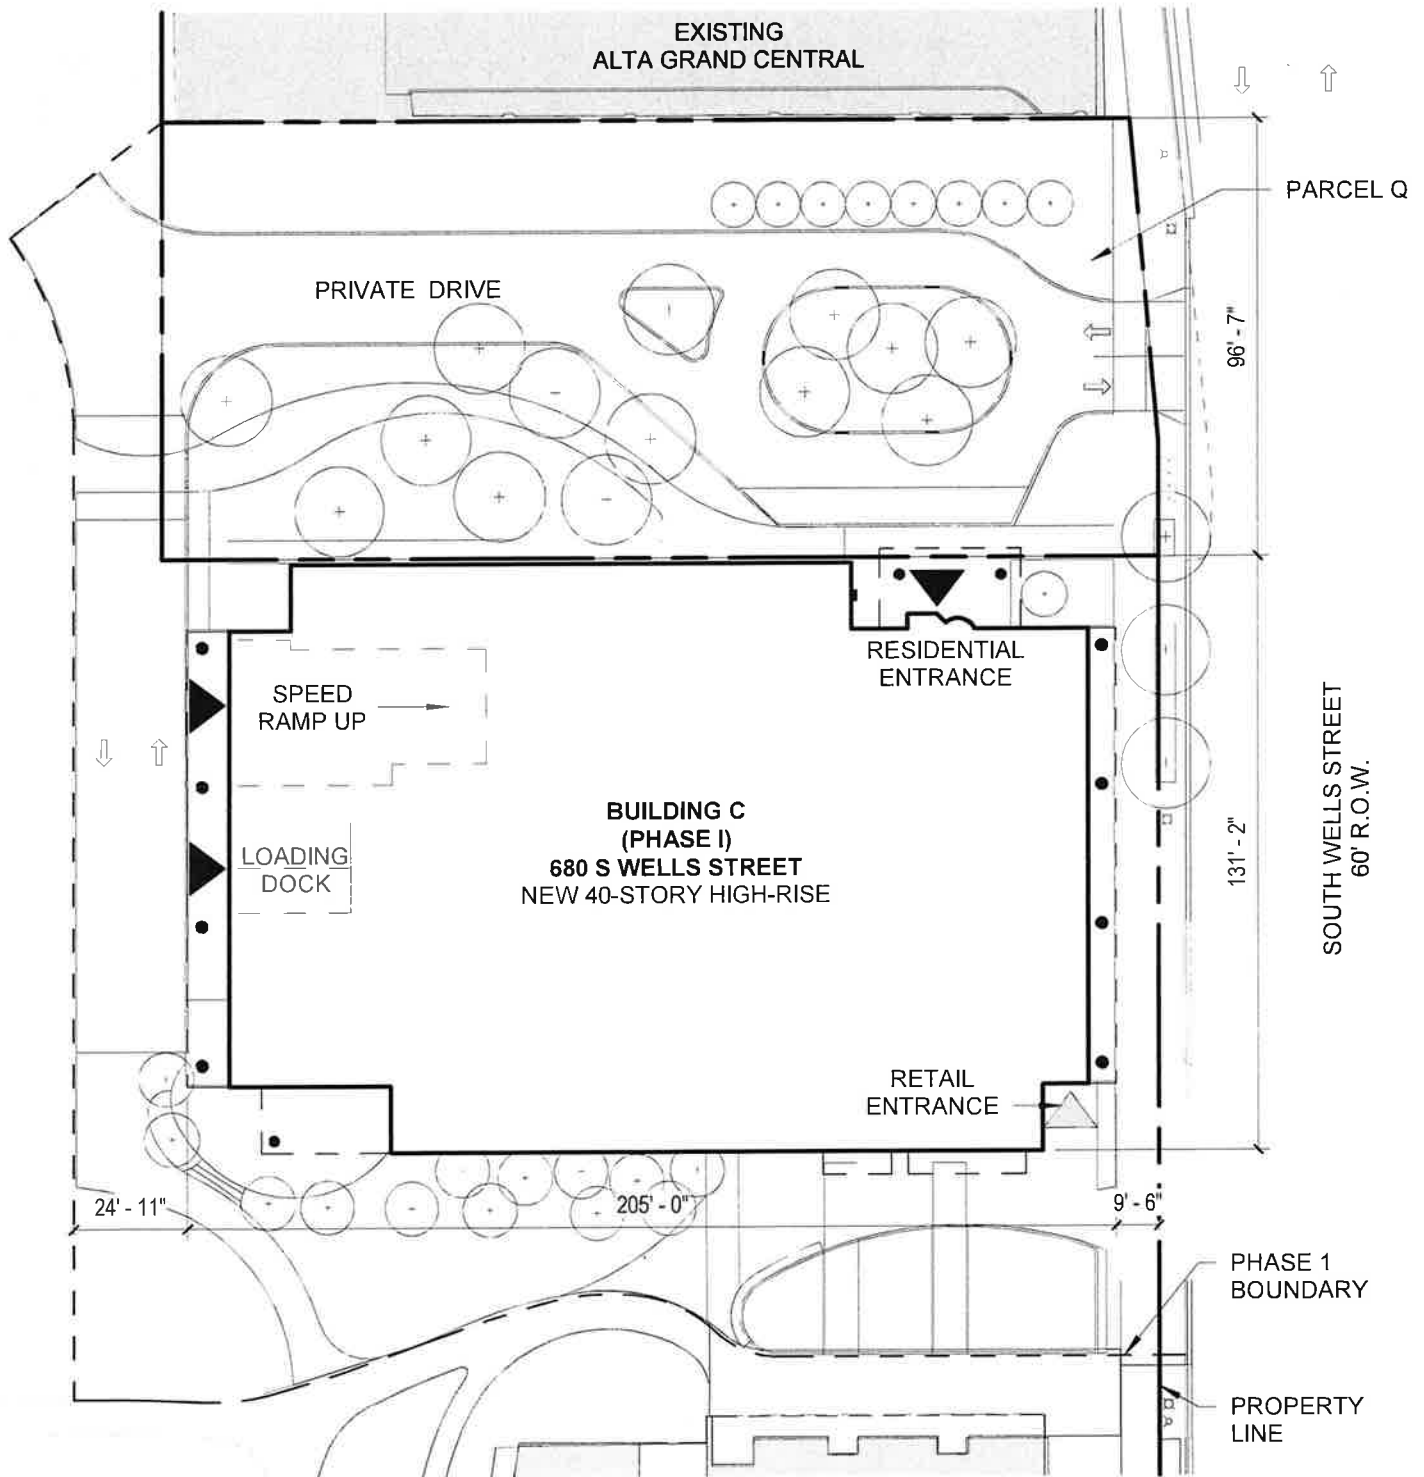 EXISTING
ALTA GRAND CENTRAL
PARCEL Q
PRIVATE DRIVE
96' - 7"
RESIDENTIAL
ENTRANCE
SPEED
RAMP UP
BUILDING C
(PHASE I)
680 S WELLS STREET
NEW 40-STORY HIGH-RISE
LOADING
DOCK
131' - 2"
SOUTH WELLS STREET
60' R.O.W.
RETAIL
ENTRANCE
24' - 11"
205' - 0"
9' - 6"
PHASE 1
BOUNDARY
PROPERTY
LINE